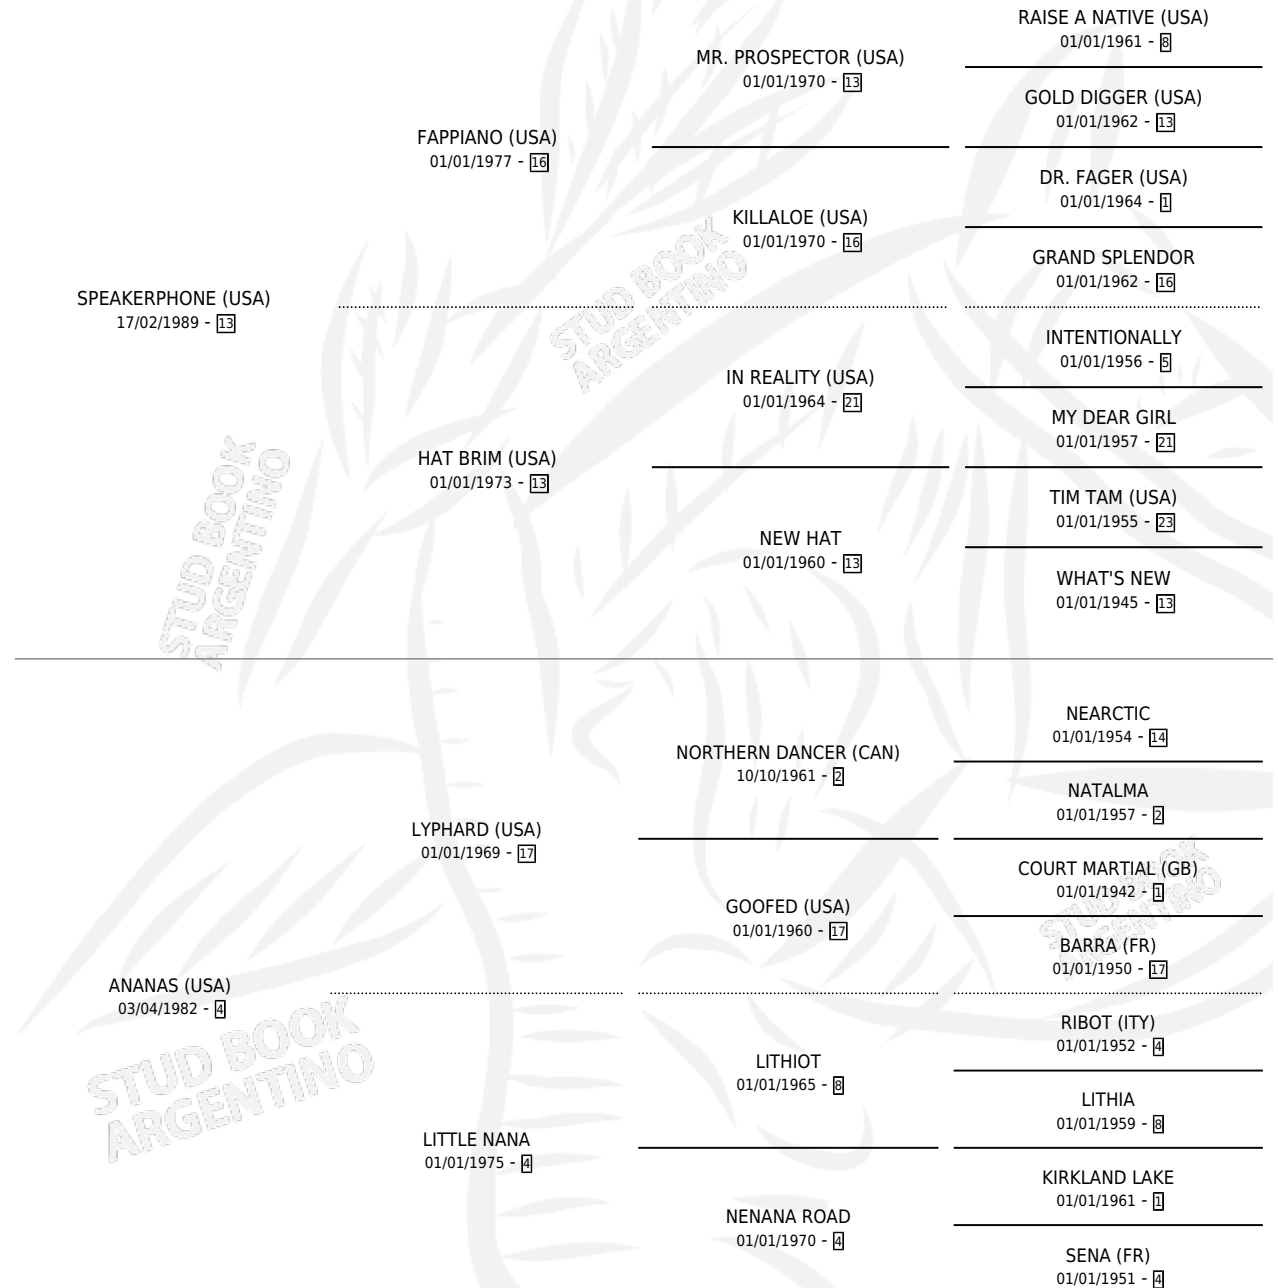 RAISE A NATIVE (USA)
01/01/1961 - 8
MR. PROSPECTOR (USA)
01/01/1970 - 13
GOLD DIGGER (USA)
01/01/1962 - 13
FAPPIANO (USA)
01/01/1977 - 16
DR. FAGER (USA)
01/01/1964 - 1
KILLALOE (USA)
01/01/1970 - 16
GRAND SPLENDOR
01/01/1962 - 16
SPEAKERPHONE (USA)
17/02/1989 - 13
STUD BOOK
ARGENTINO
INTENTIONALLY
01/01/1956 - 5
IN REALITY (USA)
01/01/1964 - 21
MY DEAR GIRL
01/01/1957 - 21
HAT BRIM (USA)
01/01/1973 - 13
TIM TAM (USA)
01/01/1955 - 23
NEW HAT
01/01/1960 - 13
WHAT'S NEW
01/01/1945 - 13
STUD BOOK
ARGENTINO
NEARCTIC
01/01/1954 - 14
NORTHERN DANCER (CAN)
10/10/1961 - 2
NATALMA
01/01/1957 - 2
LYPHARD (USA)
01/01/1969 - 17
COURT MARTIAL (GB)
01/01/1942 - 1
GOOFED (USA)
01/01/1960 - 17
STUD BOOK
ARGENTINO
BARRA (FR)
01/01/1950 - 17
ANANAS (USA)
03/04/1982 - 4
RIBOT (ITY)
01/01/1952 - 4
STUD BOOK
ARGENTINO
LITHIOT
01/01/1965 - 8
LITHIA
01/01/1959 - 8
LITTLE NANA
01/01/1975 - 4
KIRKLAND LAKE
01/01/1961 - 1
NENANA ROAD
01/01/1970 - 4
SENA (FR)
01/01/1951 - 4